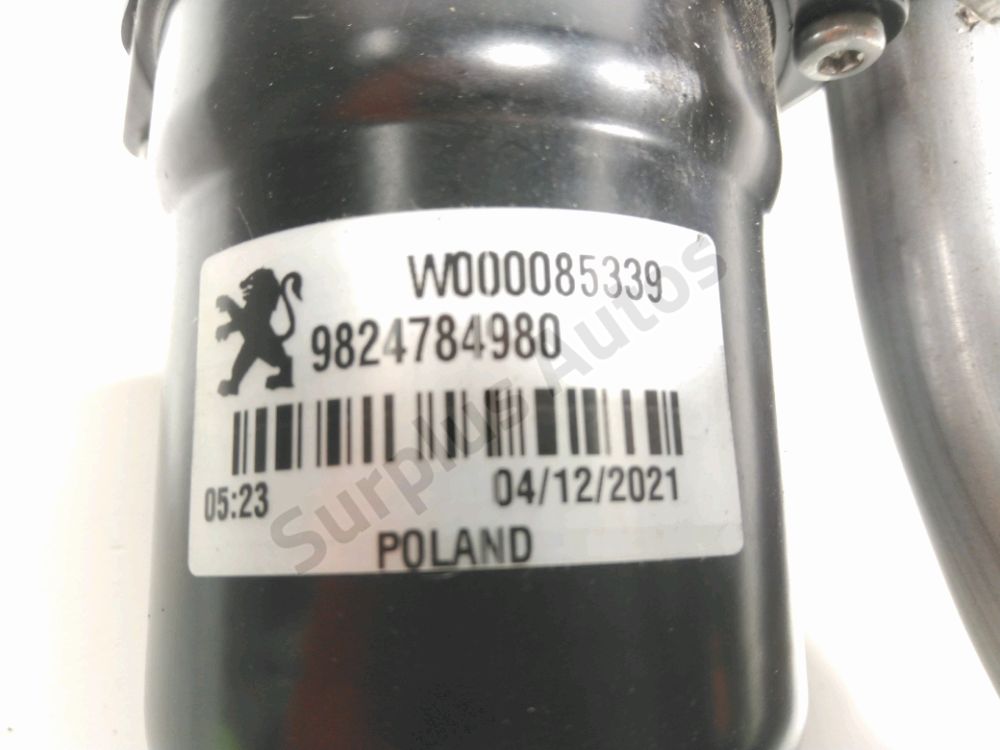 W000085339
9824784980
05:23 04/12/2021
POLAND
Surplus Autos